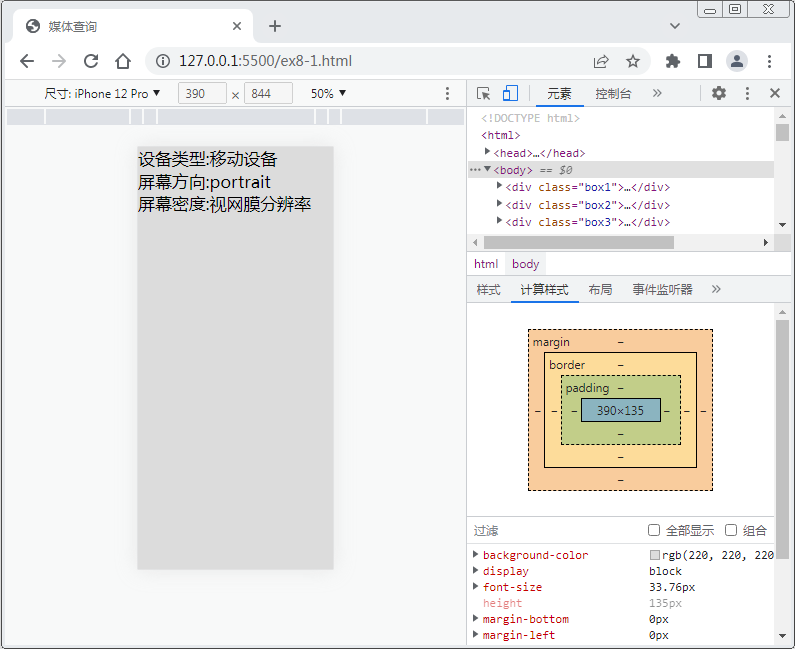 媒体查询
127.0.0.1:5500/ex8-1.html
尺寸: iPhone 12 Pro ▼ 390 × 844 50% ▼
元素 控制台 »
设备类型:移动设备
屏幕方向:portrait
屏幕密度:视网膜分辨率
<!DOCTYPE html>
<html>
<head>…</head>
<body> == $0
<div class="box1">…</div>
<div class="box2">…</div>
<div class="box3">…</div>
html body
样式 计算样式 布局 事件监听器 »
margin –
border –
padding –
– – – 390×135 – – –
–
–
–
过滤 全部显示 组合
background-color rgb(220, 220, 220
display block
font-size 33.76px
height 135px
margin-bottom 0px
margin-left 0px